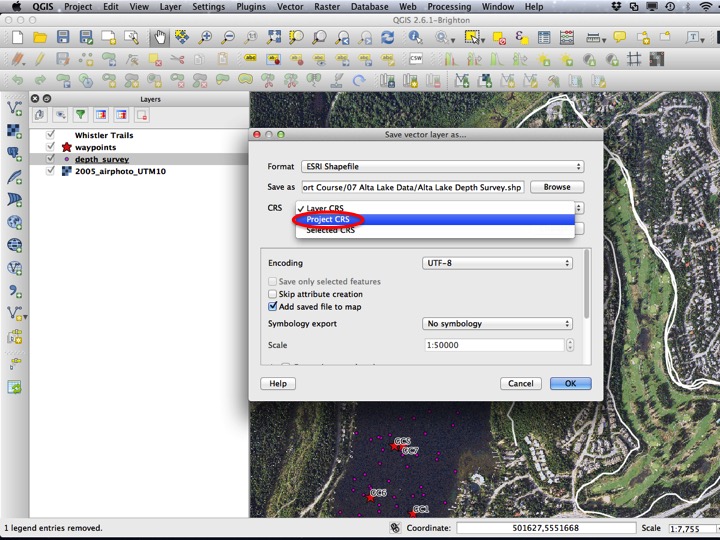 QGIS Project Edit View Layer Settings Plugins Vector Raster Database Web Processing Window Help
QGIS 2.6.1-Brighton
CSW
Layers
Whistler Trails
waypoints
depth_survey
2005_airphoto_UTM10
Save vector layer as...
Format ESRI Shapefile
Save as ort Course/07 Alta Lake Data/Alta Lake Depth Survey.shp Browse
CRS Layer CRS
Project CRS
Selected CRS
Encoding UTF-8
Save only selected features
Skip attribute creation
Add saved file to map
Symbology export No symbology
Scale 1:50000
Help Cancel OK
GC5
GC7
GC6
GC1
1 legend entries removed. Coordinate: 501627,5551668 Scale 1:7,755